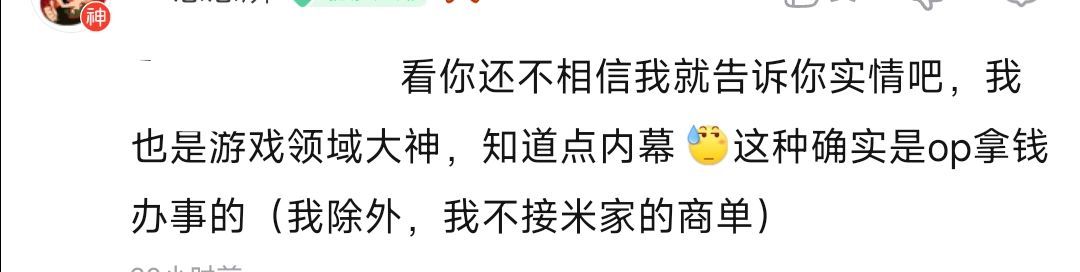 神
看你还不相信我就告诉你实情吧，我
也是游戏领域大神，知道点内幕 这种确实是op拿钱
办事的（我除外，我不接米家的商单）